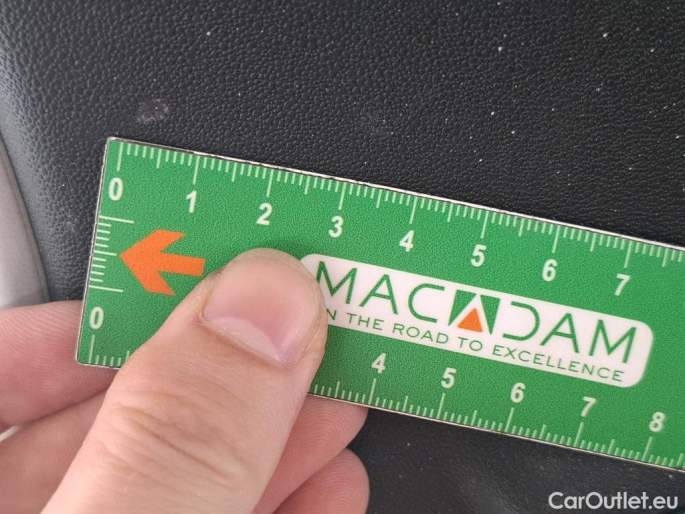 0 1 2 3 4 5 6 7
MACADAM
N THE ROAD TO EXCELLENCE
0 4 5 6 7 8
CarOutlet.eu